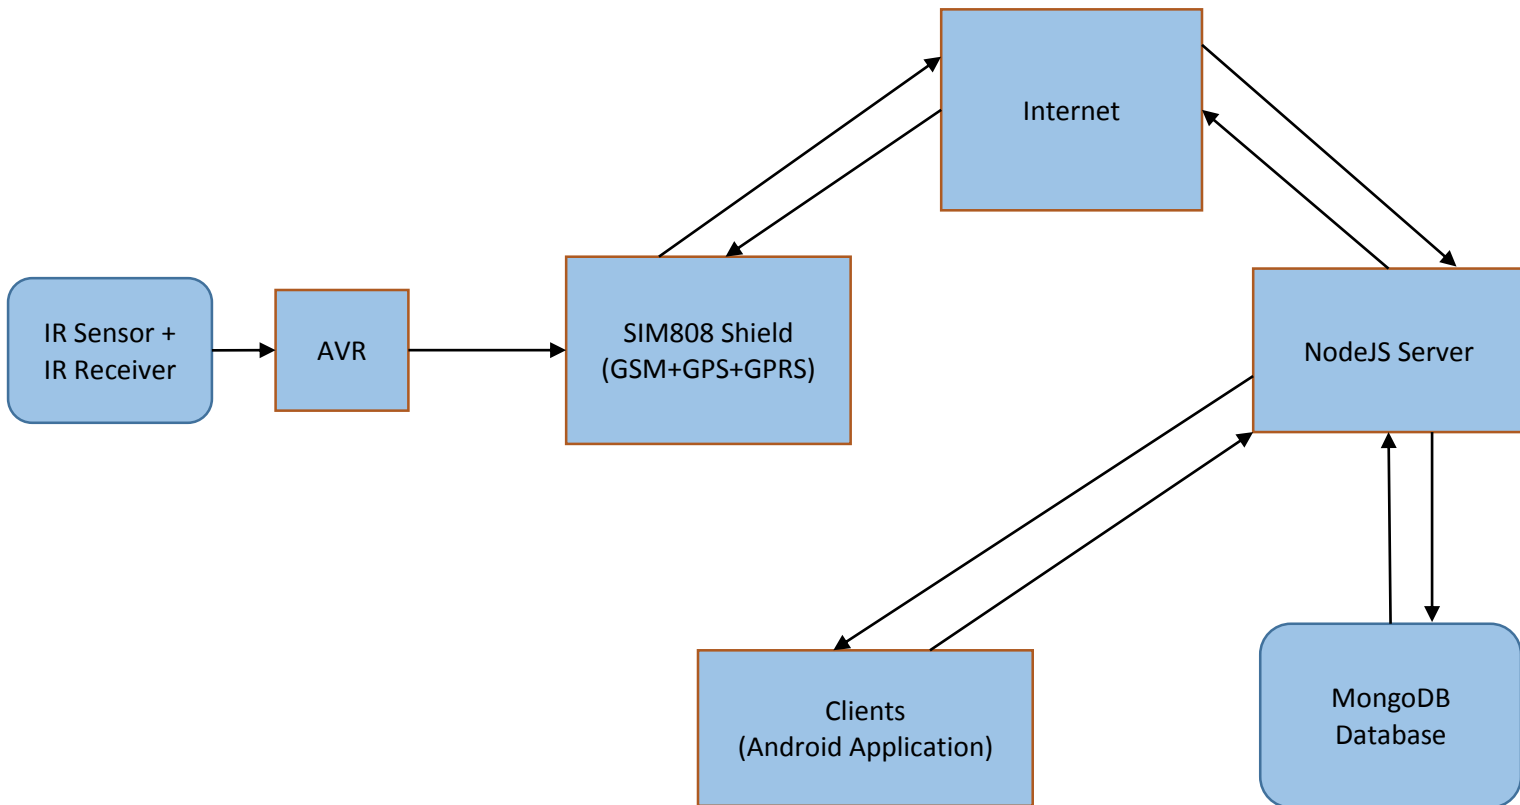 Internet
IR Sensor +
IR Receiver
AVR
SIM808 Shield
(GSM+GPS+GPRS)
NodeJS Server
Clients
(Android Application)
MongoDB
Database